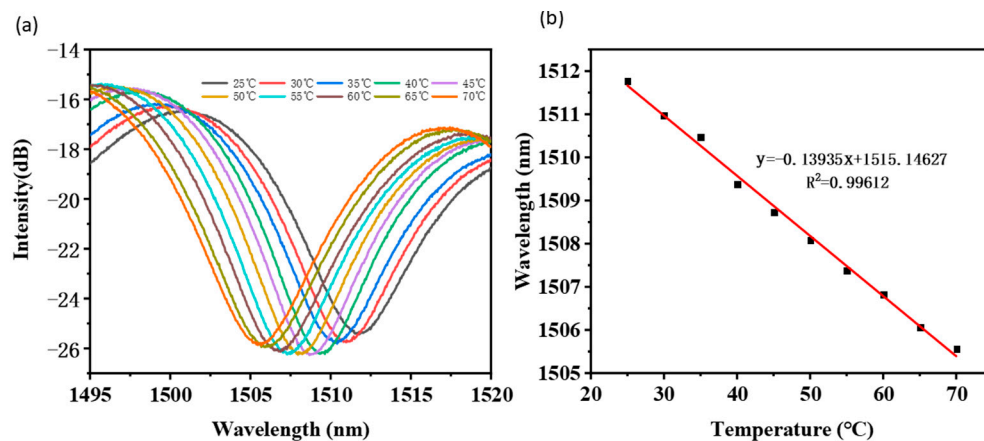 (a)
Intensity(dB)
−14
−16
−18
−20
−22
−24
−26
25℃ 30℃ 35℃ 40℃ 45℃
50℃ 55℃ 60℃ 65℃ 70℃
1495 1500 1505 1510 1515 1520
Wavelength (nm)
(b)
Wavelength (nm)
1512
1511
1510
1509
1508
1507
1506
1505
y=-0.13935x+1515.14627
R²=0.99612
20 30 40 50 60 70
Temperature (℃)